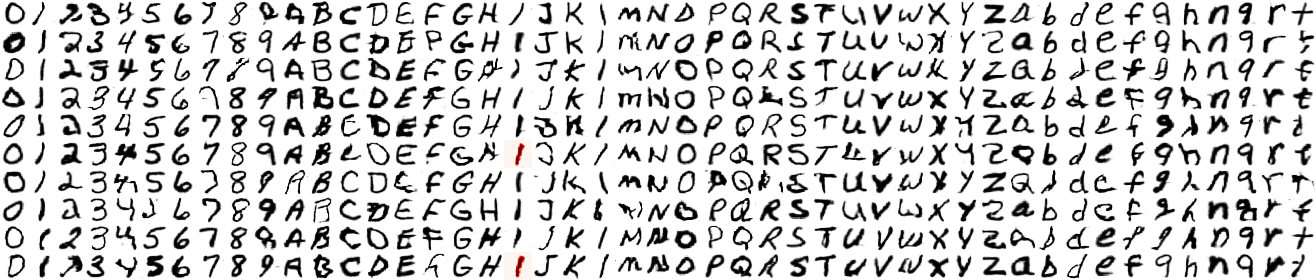 0 1 2 3 4 5 6 7 8 9 A B C D E F G H I J K l m N O P Q R S T U V W X Y Z a b d e f g h n q r t
0 1 2 3 4 5 6 7 8 9 A B C D E F G H I J K l m N O P Q R S T U V W X Y Z a b d e f g h n q r t
0 1 2 3 4 5 6 7 8 9 A B C D E F G H I J K l m N O P Q R S T U V W X Y Z a b d e f g h n q r t
0 1 2 3 4 5 6 7 8 9 A B C D E F G H I J K l m N O P Q R S T U V W X Y Z a b d e f g h n q r t
0 1 2 3 4 5 6 7 8 9 A B C D E F G H I J K l m N O P Q R S T U V W X Y Z a b d e f g h n q r t
0 1 2 3 4 5 6 7 8 9 A B C D E F G H I J K l m N O P Q R S T U V W X Y Z a b d e f g h n q r t
0 1 2 3 4 5 6 7 8 9 A B C D E F G H I J K l m N O P Q R S T U V W X Y Z a b d e f g h n q r t
0 1 2 3 4 5 6 7 8 9 A B C D E F G H I J K l m N O P Q R S T U V W X Y Z a b d e f g h n q r t
0 1 2 3 4 5 6 7 8 9 A B C D E F G H I J K l M N O P Q R S T U V W X Y Z a b d e f g h n q r t
0 1 2 3 4 5 6 7 8 9 A B C D E F G H I J K l m N O P Q R S T U V W X Y Z a b d e f g h n q r t